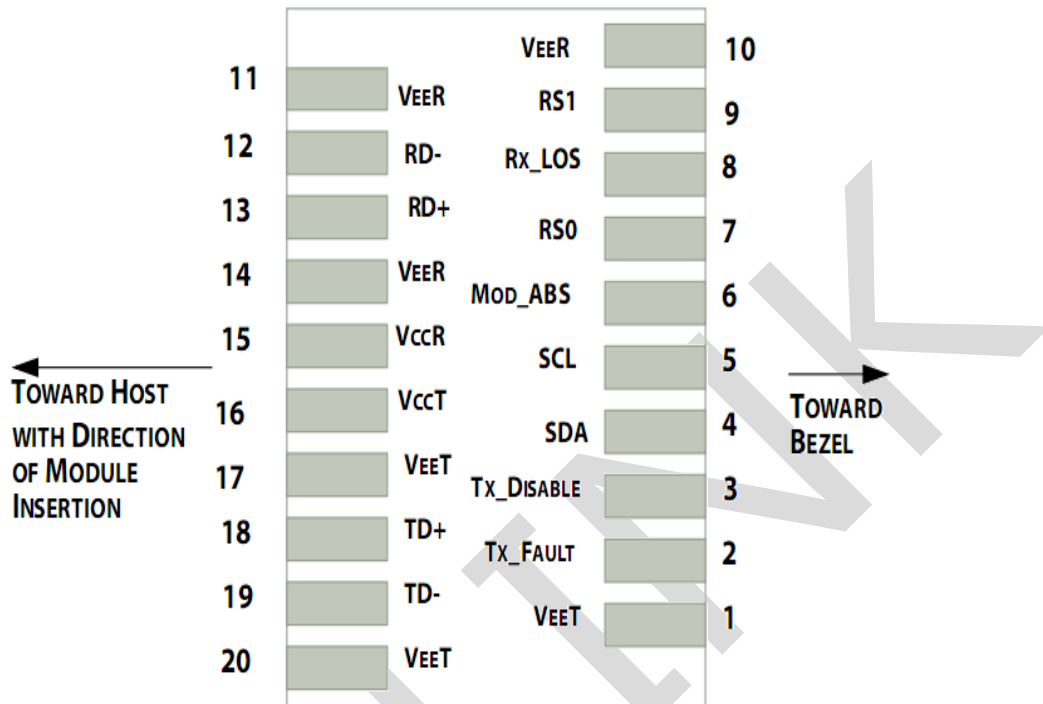 VEER 10
11 VEER
RS1 9
12 RD-
RX_LOS 8
13 RD+
RS0 7
14 VEER
MOD_ABS 6
15 VCCR
SCL 5
TOWARD HOST
WITH DIRECTION
OF MODULE
INSERTION
16 VCCT
TOWARD
BEZEL
SDA 4
17 VEET
TX_DISABLE 3
18 TD+
TX_FAULT 2
19 TD-
VEET 1
20 VEET
INK